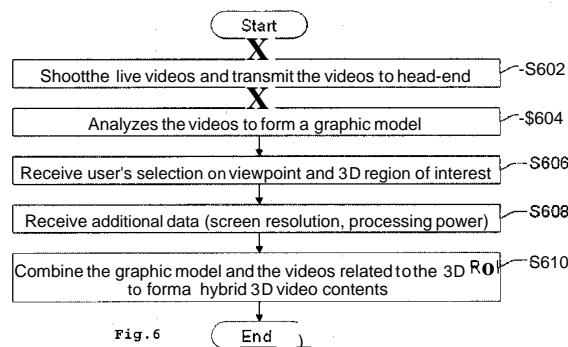 Start
X
Shootthe live videos and transmit the videos to head-end
-S602
X
Analyzes the videos to form a graphic model
-$604
Receive user's selection on viewpoint and 3D region of interest
S606
Receive additional data (screen resolution, processing power)
S608
Combine the graphic model and the videos related to the 3D ROI
to forma hybrid 3D video contents
S610
Fig.6
End )